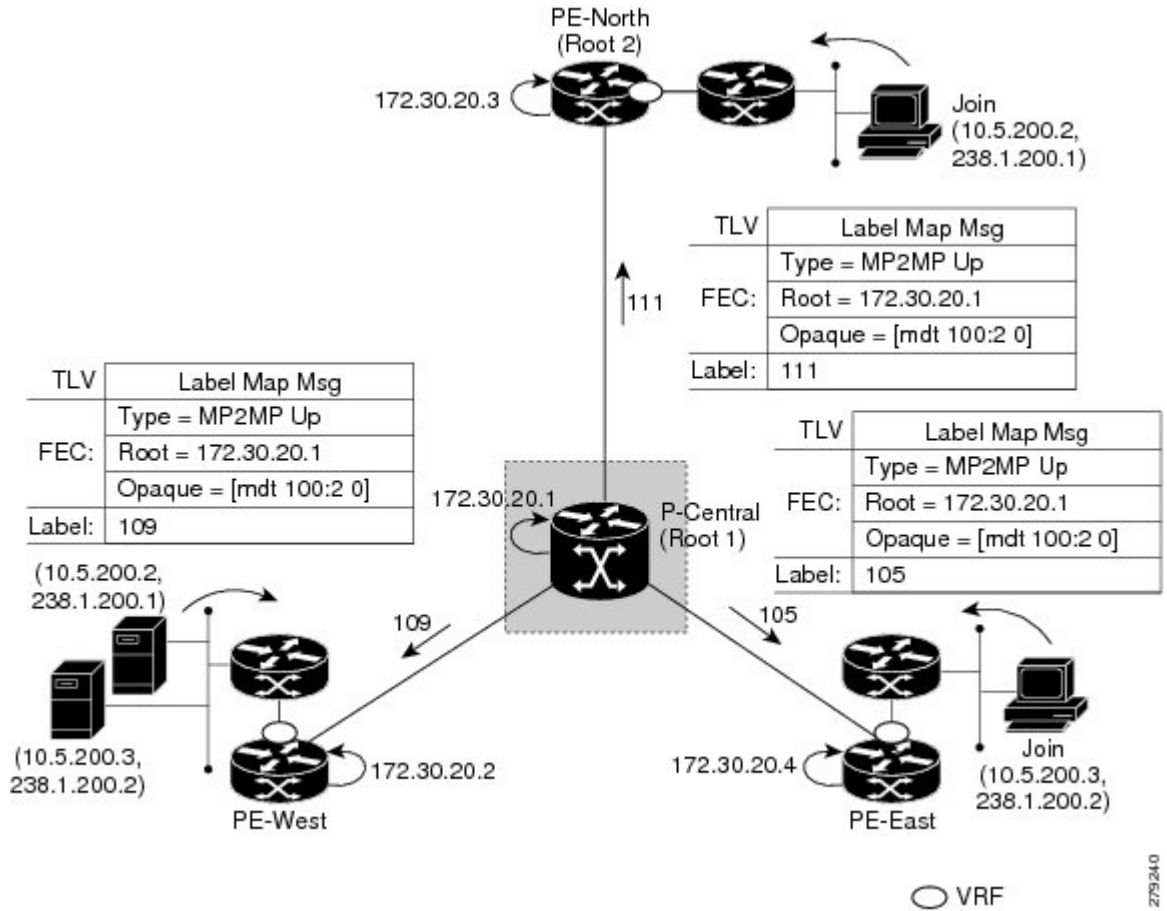 PE-North
(Root 2)
172.30.20.3
Join
(10.5.200.2,
238.1.200.1)
TLV Label Map Msg
Type = MP2MP Up
FEC: Root = 172.30.20.1
Opaque = [mdt 100:2 0]
Label: 111
111
TLV Label Map Msg
Type = MP2MP Up
FEC: Root = 172.30.20.1
Opaque = [mdt 100:2 0]
Label: 109
TLV Label Map Msg
Type = MP2MP Up
FEC: Root = 172.30.20.1
Opaque = [mdt 100:2 0]
Label: 105
172.30.20.1
P-Central
(Root 1)
(10.5.200.2,
238.1.200.1)
109
105
(10.5.200.3,
238.1.200.2)
172.30.20.2
PE-West
172.30.20.4
PE-East
Join
(10.5.200.3,
238.1.200.2)
VRF
279240